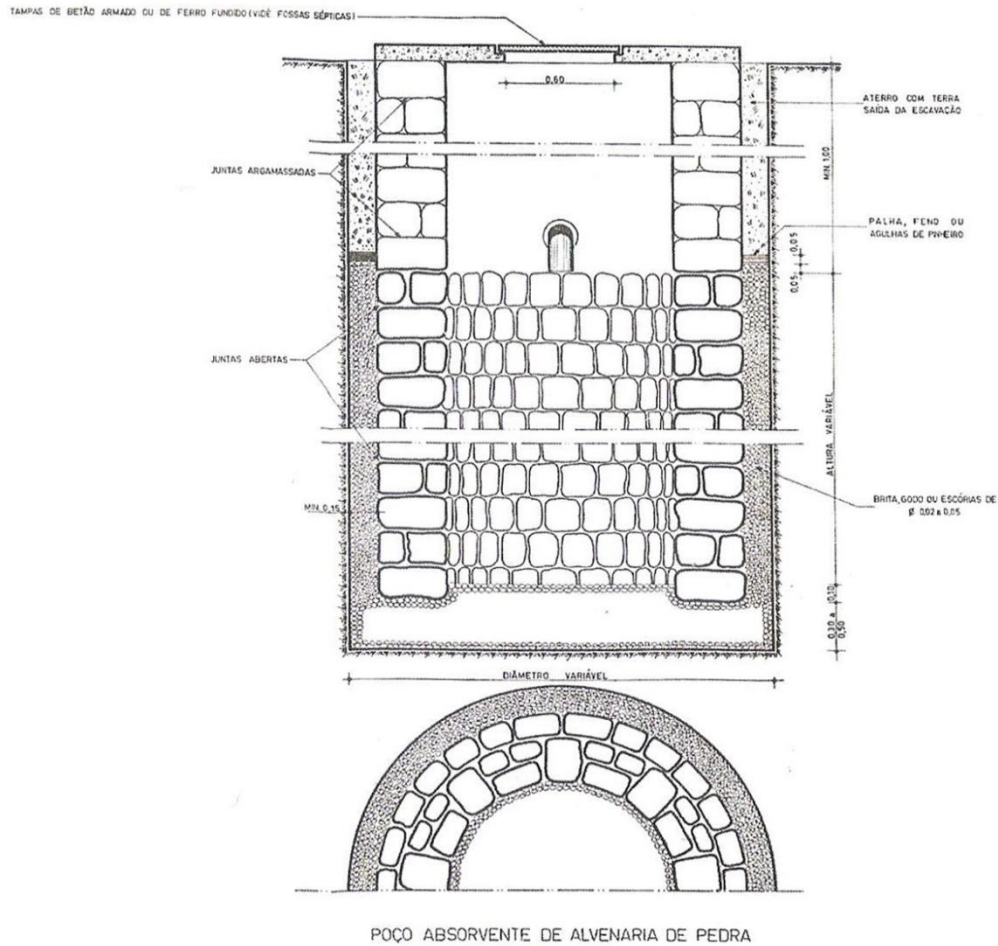 TAMPAS DE BETÃO ARMADO OU DE FERRO FUNDIDO (VIDÉ FOSSAS SÉPTICAS)
0,60
ATERRO COM TERRA
SAÍDA DA ESCAVAÇÃO
MIN. 1,00
JUNTAS ARGAMASSADAS
PALHA, FENO OU
AGULHAS DE PINHEIRO
0,05
0,05
JUNTAS ABERTAS
ALTURA VARIÁVEL
BRITA, GODO OU ESCÓRIAS DE
Ø 0,02 a 0,05
MIN. 0,15
0,10
0,30 a
0,50
DIÂMETRO VARIÁVEL
POÇO ABSORVENTE DE ALVENARIA DE PEDRA